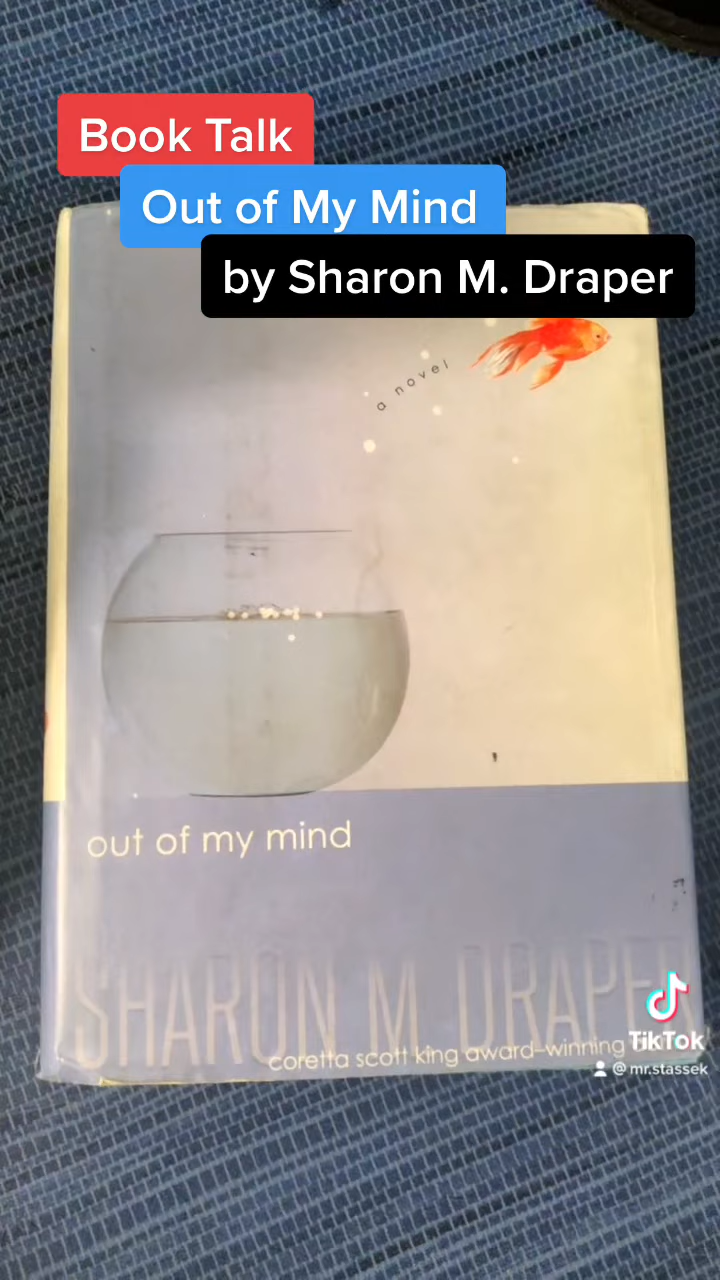 Book Talk
Out of My Mind
by Sharon M. Draper
a novel
out of my mind
SHARON M. DRAPER
coretta scott king award–winning
TikTok
@mr.stassek